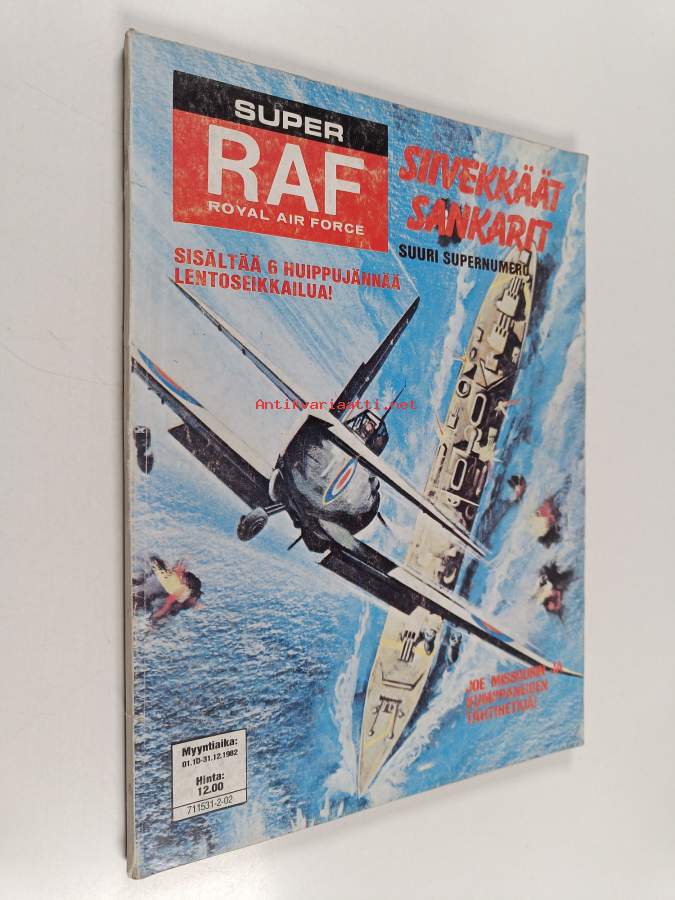 SUPER
RAF
ROYAL AIR FORCE
SIIVEKKÄÄT
SANKARIT
SUURI SUPERNUMERO
SISÄLTÄÄ 6 HUIPPUJÄNNÄÄ
LENTOSEIKKAILUA!
Antikvariaatti.net
JOE MISSOURIN JA
KUMPPANEIDEN
TÄHTIHETKIÄ!
Myyntiaika:
01.10-31.12.1982
Hinta:
12.00
711531-2-02